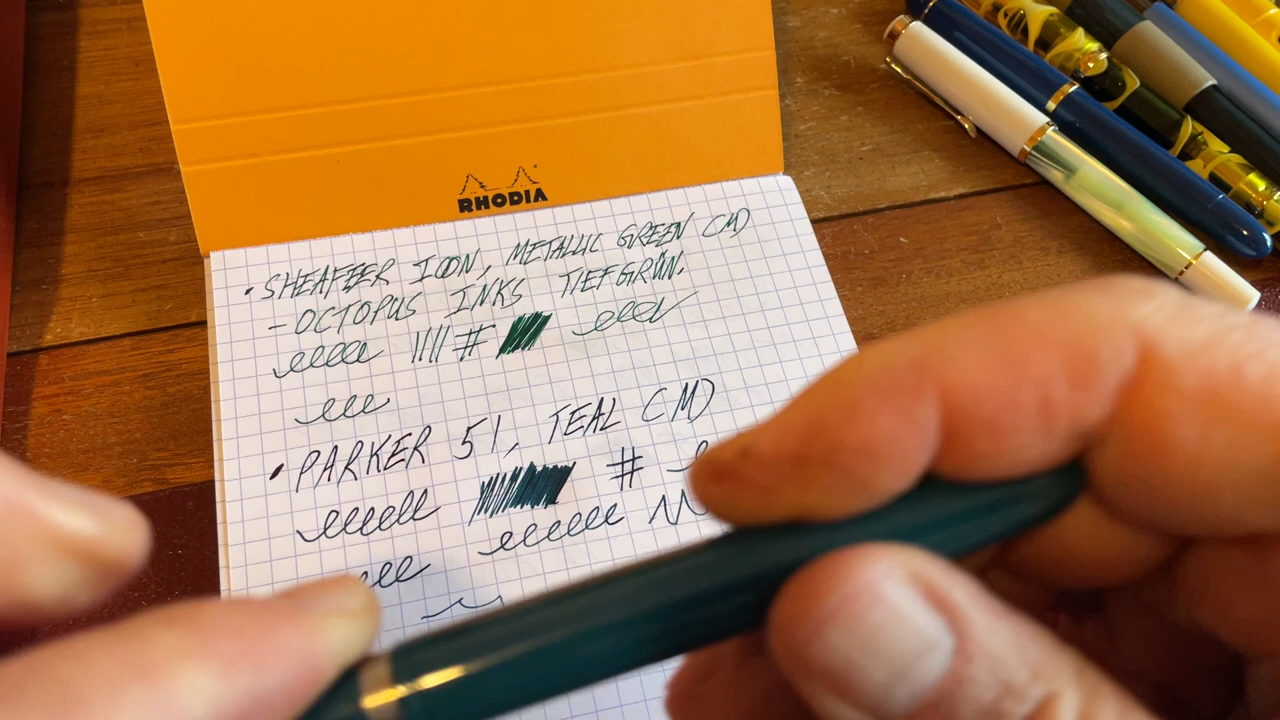 RHODIA
• SHEAFFER ICON, METALLIC GREEN (M)
- OCTOPUS INKS TIEFGRÜN.
#
• PARKER 51, TEAL (M)
#